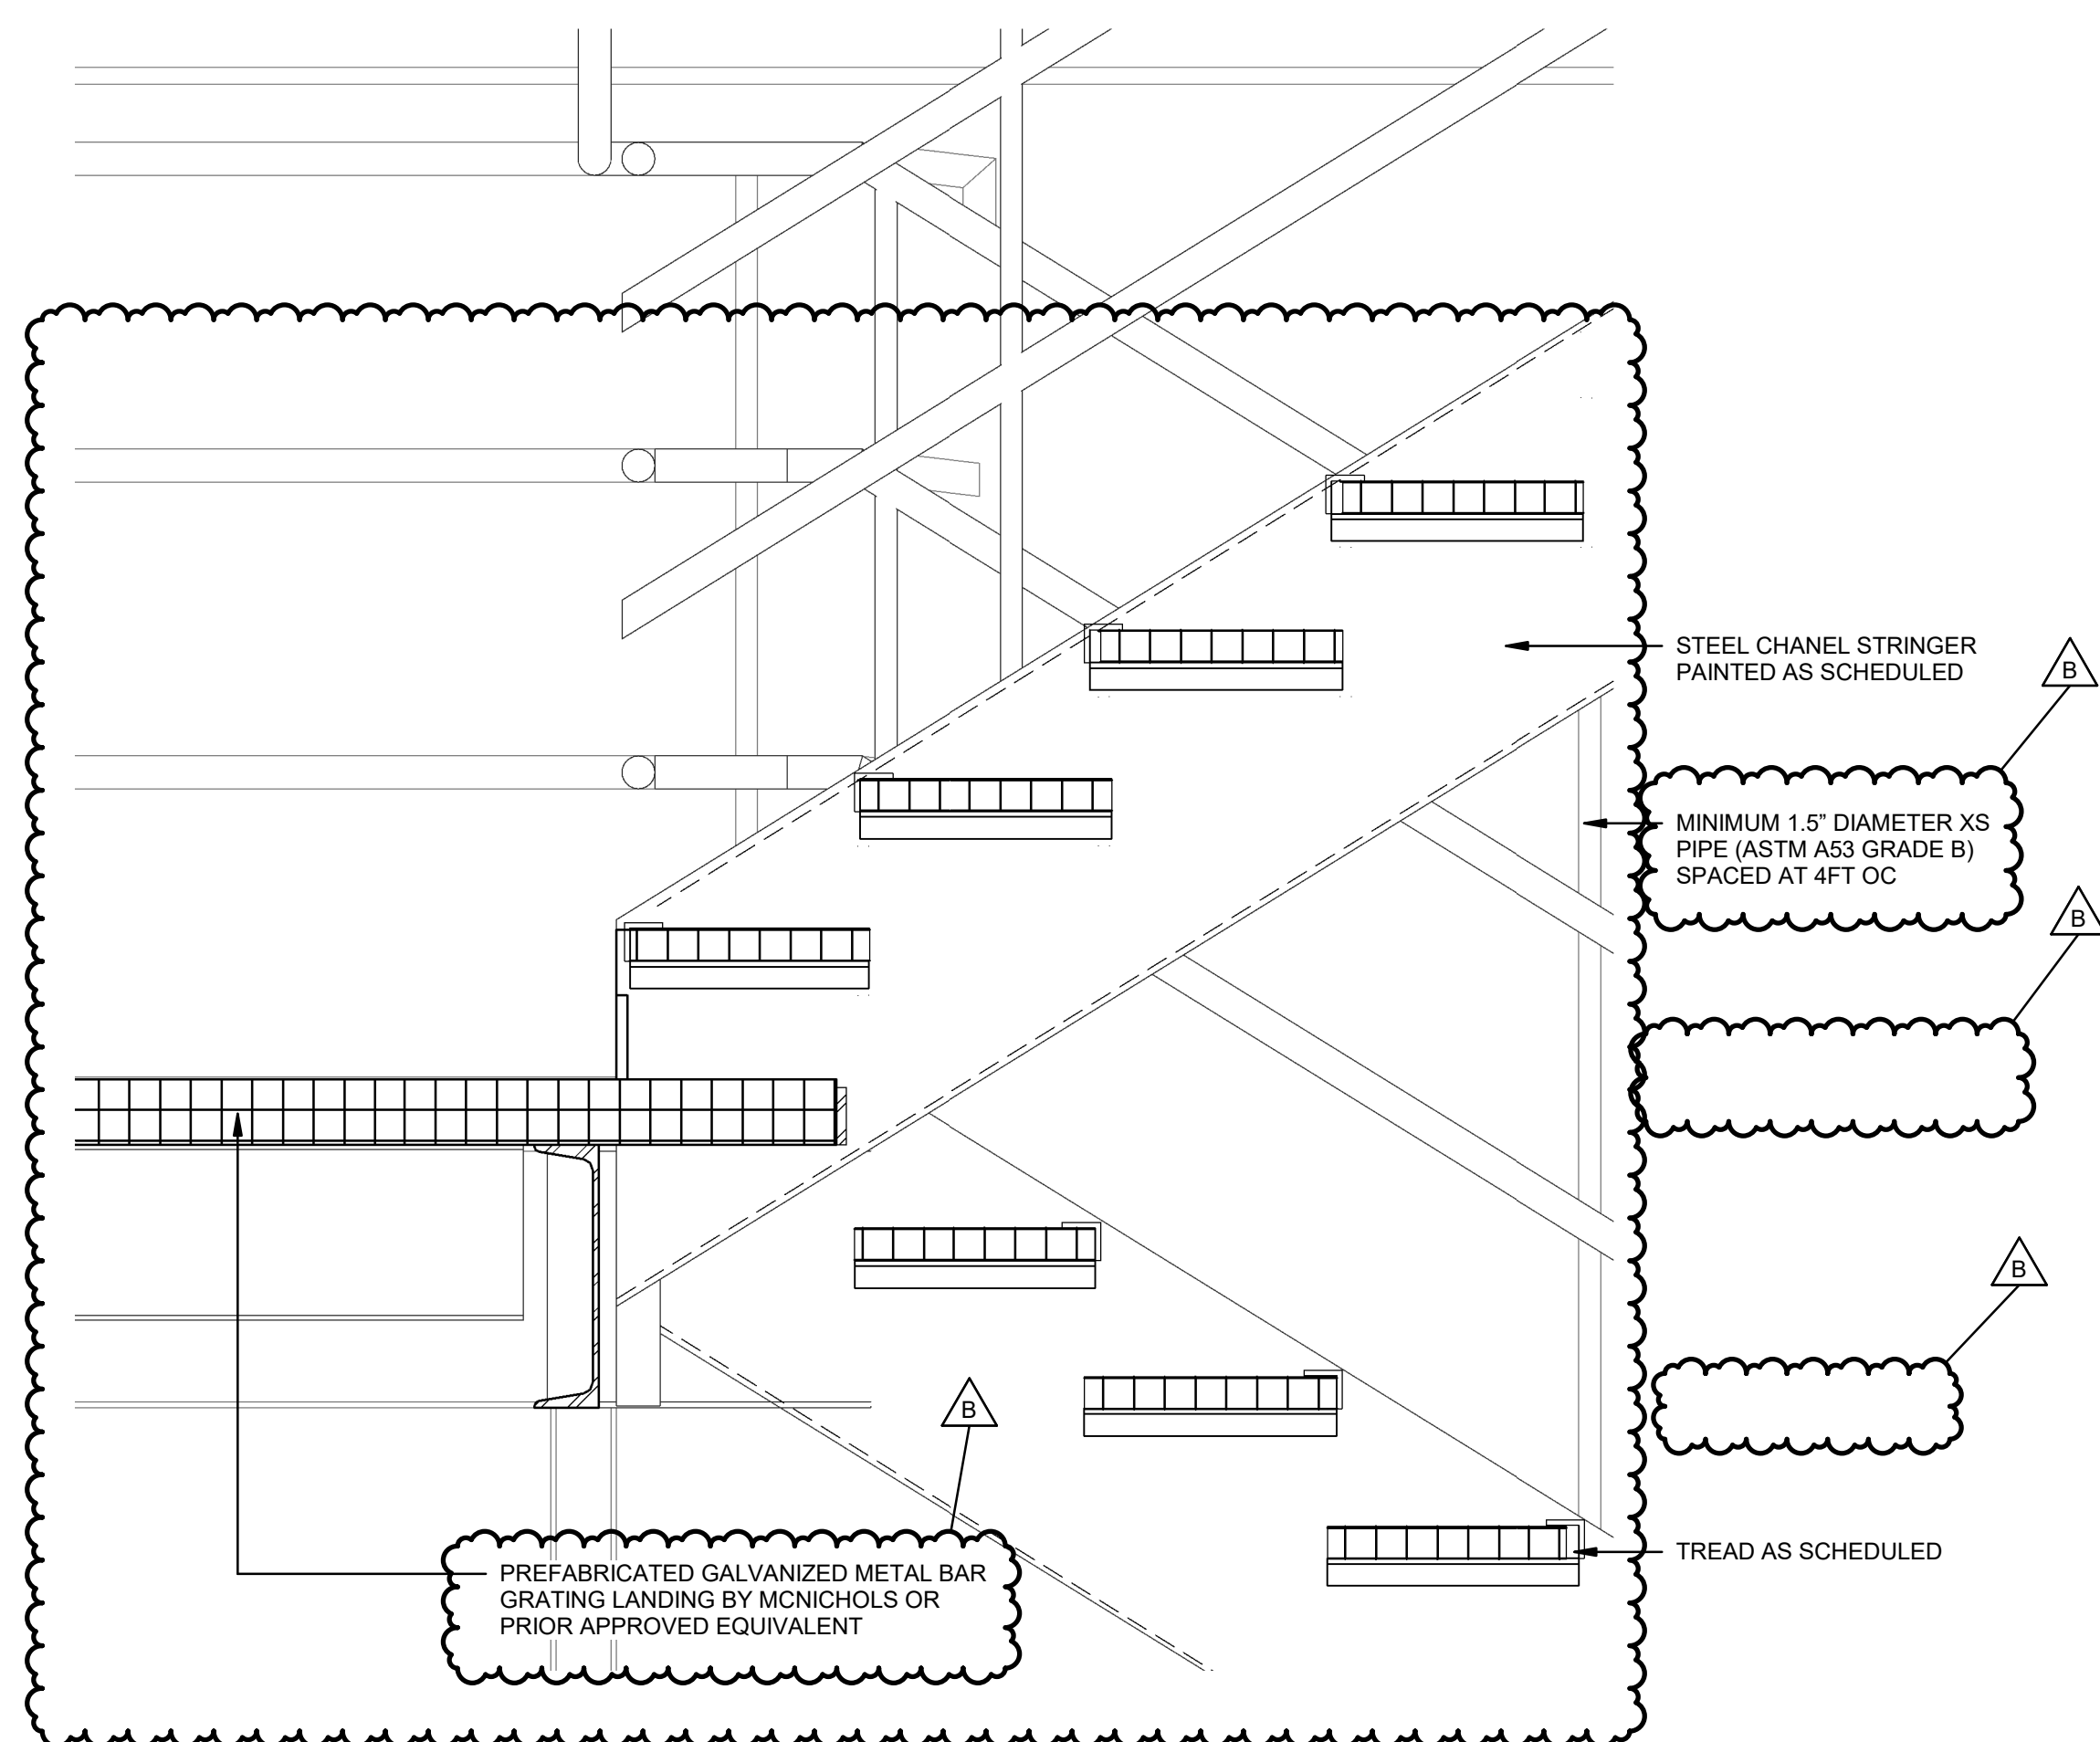 STEEL CHANEL STRINGER
PAINTED AS SCHEDULED
B
MINIMUM 1.5” DIAMETER XS
PIPE (ASTM A53 GRADE B)
SPACED AT 4FT OC
B
B
B
TREAD AS SCHEDULED
PREFABRICATED GALVANIZED METAL BAR
GRATING LANDING BY MCNICHOLS OR
PRIOR APPROVED EQUIVALENT